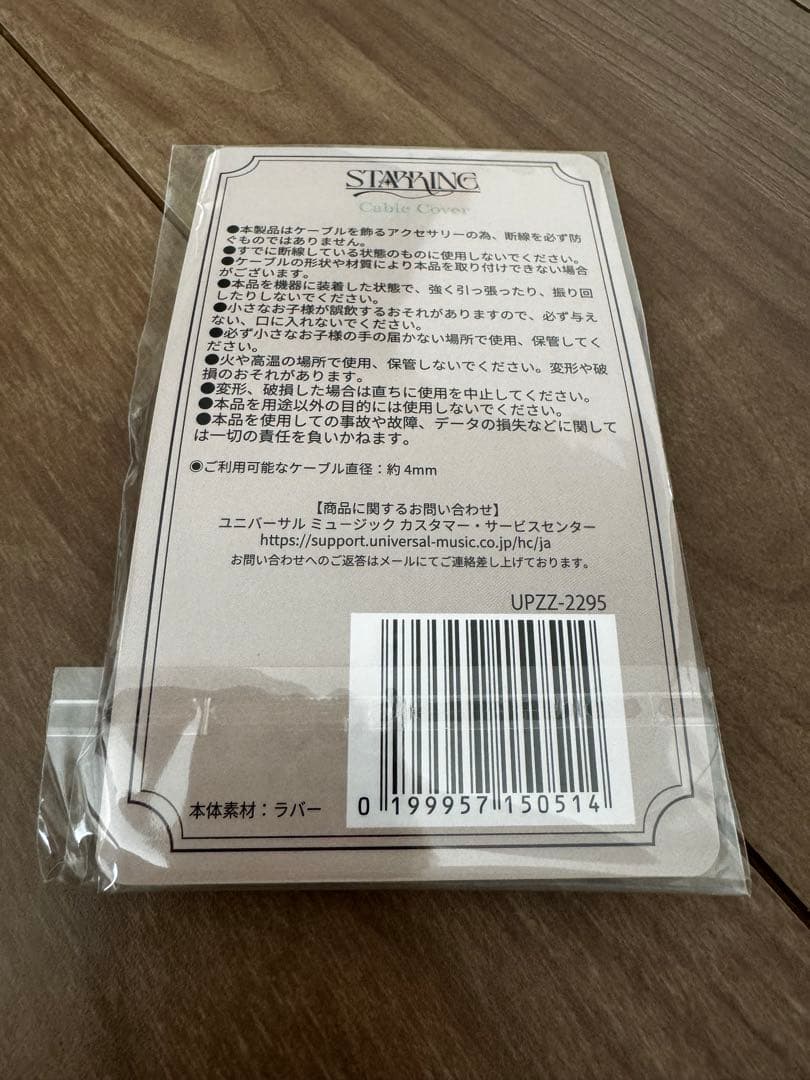 STARRING
Cable Cover
●本製品はケーブルを飾るアクセサリーの為、断線を必ず防
ぐものではありません。
●すでに断線している状態のものに使用しないでください。
●ケーブルの形状や材質により本品を取り付けできない場合
がございます。
●本品を機器に装着した状態で、強く引っ張ったり、振り回
したりしないでください。
●小さなお子様が誤飲するおそれがありますので、必ず与え
ない、口に入れないでください。
●必ず小さなお子様の手の届かない場所で使用、保管してく
ださい。
●火や高温の場所で使用、保管しないでください。変形や破
損のおそれがあります。
●変形、破損した場合は直ちに使用を中止してください。
●本品を用途以外の目的には使用しないでください。
●本品を使用しての事故や故障、データの損失などに関して
は一切の責任を負いかねます。
◉ご利用可能なケーブル直径：約 4mm
【商品に関するお問い合わせ】
ユニバーサル ミュージック カスタマー・サービスセンター
https://support.universal-music.co.jp/hc/ja
お問い合わせへのご返答はメールにてご連絡差し上げております。
UPZZ-2295
本体素材：ラバー
0 199957 150514